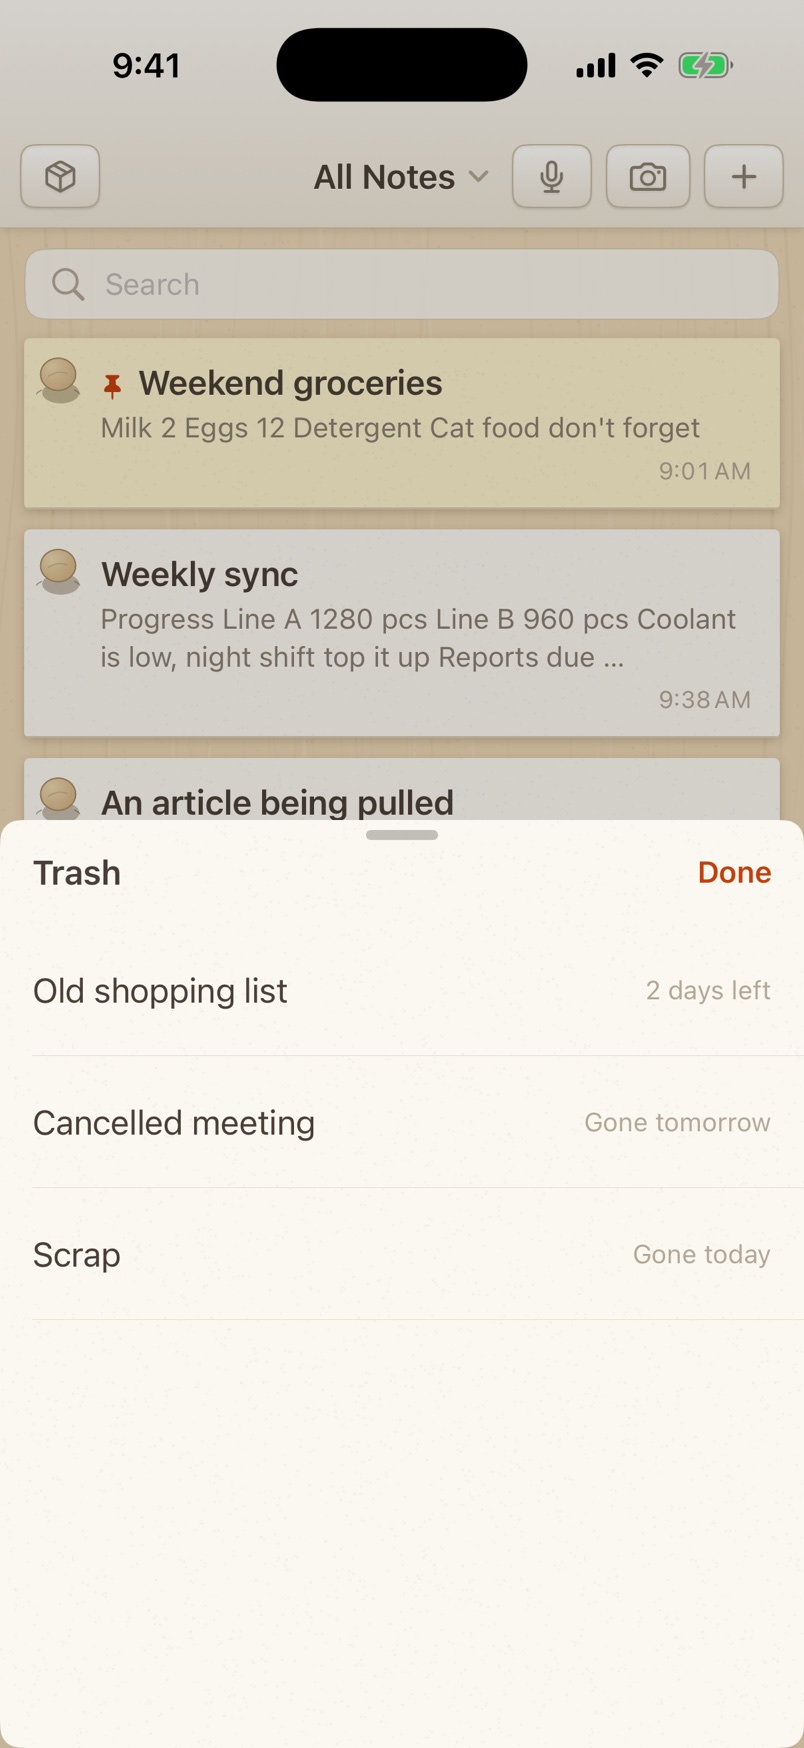 9:41
All Notes
Search
Weekend groceries
Milk 2 Eggs 12 Detergent Cat food don't forget
9:01 AM
Weekly sync
Progress Line A 1280 pcs Line B 960 pcs Coolant
is low, night shift top it up Reports due ...
9:38 AM
An article being pulled
Trash
Done
Old shopping list
2 days left
Cancelled meeting
Gone tomorrow
Scrap
Gone today